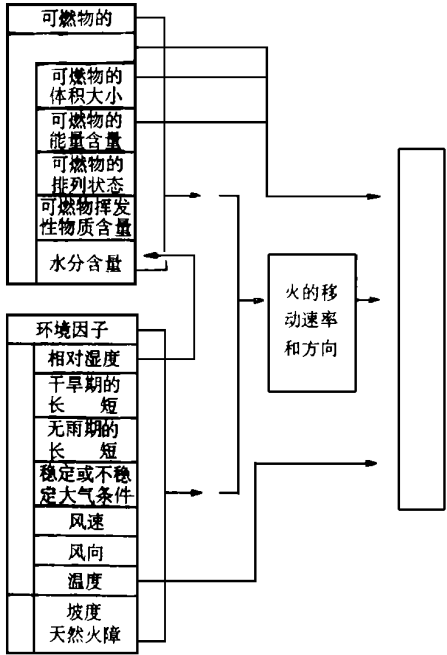 可燃物的
可燃物的
体积大小
可燃物的
能量含量
可燃物的
排列状态
可燃物挥发
性物质含量
水分含量
火的移
动速率
和方向
环境因子
相对湿度
干旱期的
长 短
无雨期的
长 短
稳定或不稳
定大气条件
风速
风向
温度
坡度
天然火障